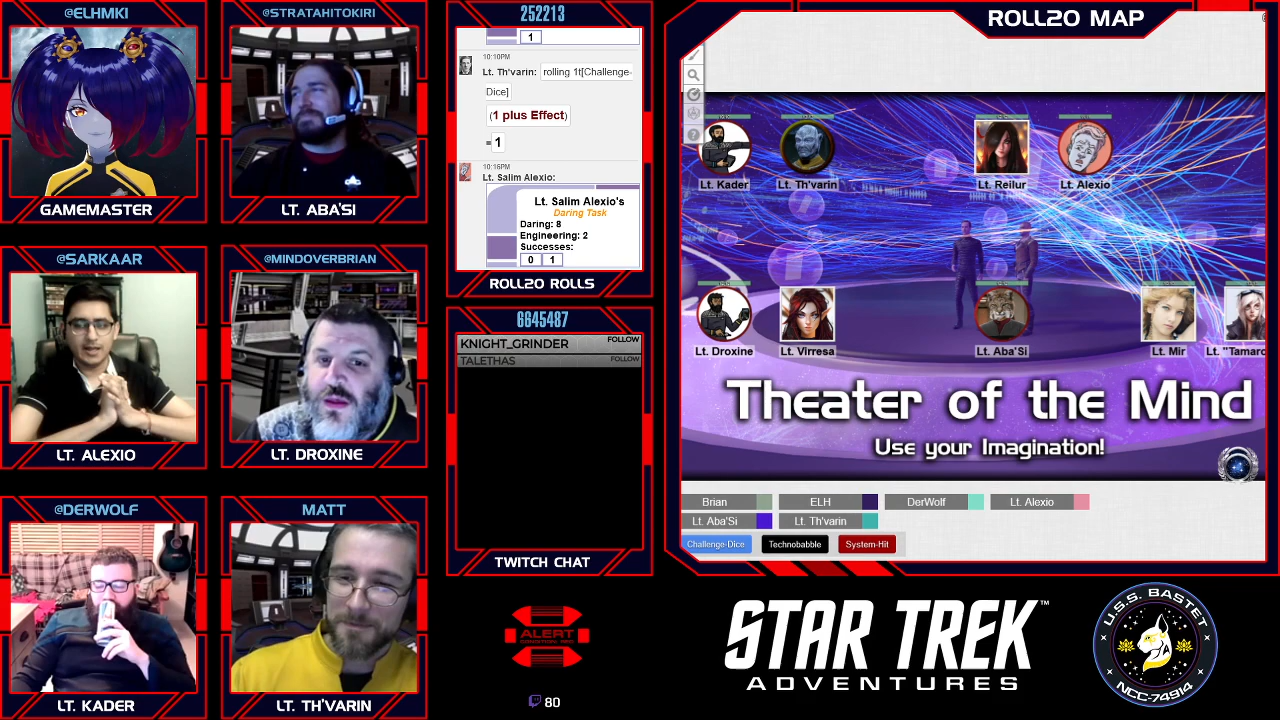 @ELHMKI
GAMEMASTER
@STRATAHITOKIRI
LT. ABA'SI
@SARKAAR
LT. ALEXIO
@MINDOVERBRIAN
LT. DROXINE
@DERWOLF
LT. KADER
MATT
LT. TH'VARIN
252213
1
10:10PM
Lt. Th'varin: rolling 1t[Challenge-
Dice]
(1 plus Effect)
=1
10:16PM
Lt. Salim Alexio:
Lt. Salim Alexio's
Daring Task
Daring: 8
Engineering: 2
Successes:
0 1
ROLL20 ROLLS
6645487
KNIGHT_GRINDER FOLLOW
TALETHAS FOLLOW
TWITCH CHAT
ALERT
CONDITION RED
80
ROLL20 MAP
Lt. Kader Lt. Th'varin Lt. Reilur Lt. Alexio
Lt. Droxine Lt. Virresa Lt. Aba'Si Lt. Mir Lt. "Tamaro
Theater of the Mind
Use your Imagination!
Brian ELH DerWolf Lt. Alexio
Lt. Aba'Si Lt. Th'varin
Challenge-Dice Technobabble System-Hit
STAR TREK™
ADVENTURES
U.S.S. BASTET
NCC-74914